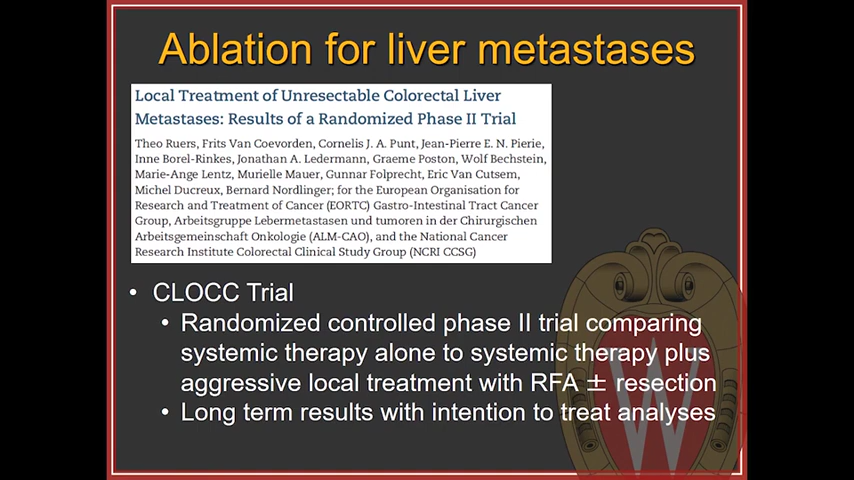 Ablation for liver metastases
Local Treatment of Unresectable Colorectal Liver
Metastases: Results of a Randomized Phase II Trial
Theo Ruers, Frits Van Coevorden, Cornelis J. A. Punt, Jean-Pierre E. N. Pierie,
Inne Borel-Rinkes, Jonathan A. Ledermann, Graeme Poston, Wolf Bechstein,
Marie-Ange Lentz, Murielle Mauer, Gunnar Folprecht, Eric Van Cutsem,
Michel Ducreux, Bernard Nordlinger; for the European Organisation for
Research and Treatment of Cancer (EORTC) Gastro-Intestinal Tract Cancer
Group, Arbeitsgruppe Lebermetastasen und tumoren in der Chirurgischen
Arbeitsgemeinschaft Onkologie (ALM-CAO), and the National Cancer
Research Institute Colorectal Clinical Study Group (NCRI CCSG)
• CLOCC Trial
• Randomized controlled phase II trial comparing
systemic therapy alone to systemic therapy plus
aggressive local treatment with RFA ± resection
• Long term results with intention to treat analyses
W